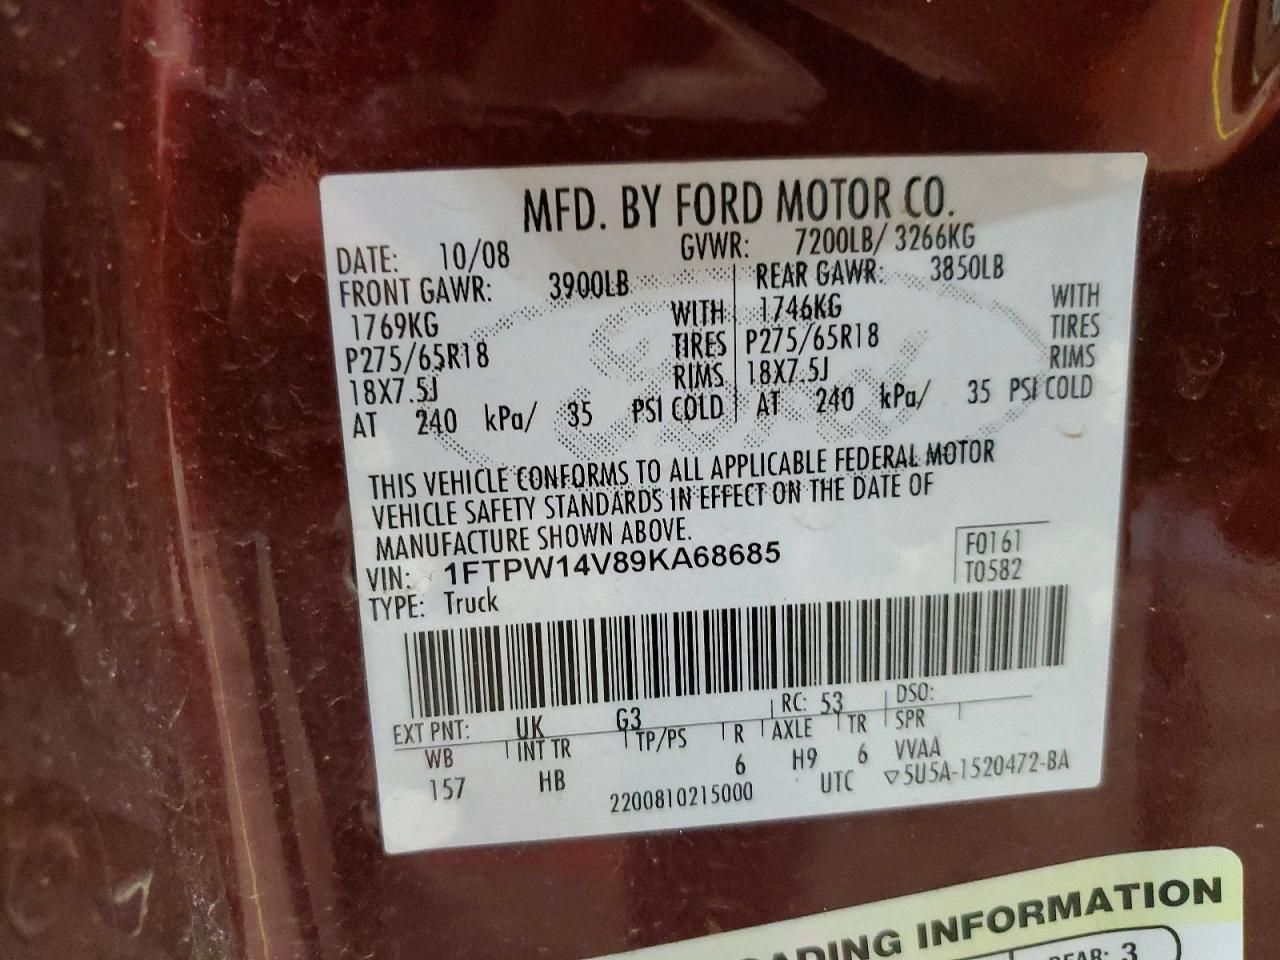 MFD. BY FORD MOTOR CO.
DATE: 10/08 GVWR: 7200LB/ 3266KG
FRONT GAWR: 3900LB REAR GAWR: 3850LB
1769KG WITH 1746KG WITH
P275/65R18 TIRES P275/65R18 TIRES
18X7.5J RIMS 18X7.5J RIMS
AT 240 kPa/ 35 PSI COLD AT 240 kPa/ 35 PSI COLD
THIS VEHICLE CONFORMS TO ALL APPLICABLE FEDERAL MOTOR
VEHICLE SAFETY STANDARDS IN EFFECT ON THE DATE OF
MANUFACTURE SHOWN ABOVE.
VIN: 1FTPW14V89KA68685 F0161
TYPE: Truck T0582
EXT PNT: UK G3 RC: 53 DSO:
WB INT TR TP/PS R AXLE TR SPR
157 HB 6 H9 6 VVAA
2200810215000 UTC ▽5U5A-1520472-BA
ADING INFORMATION
REAR: 3